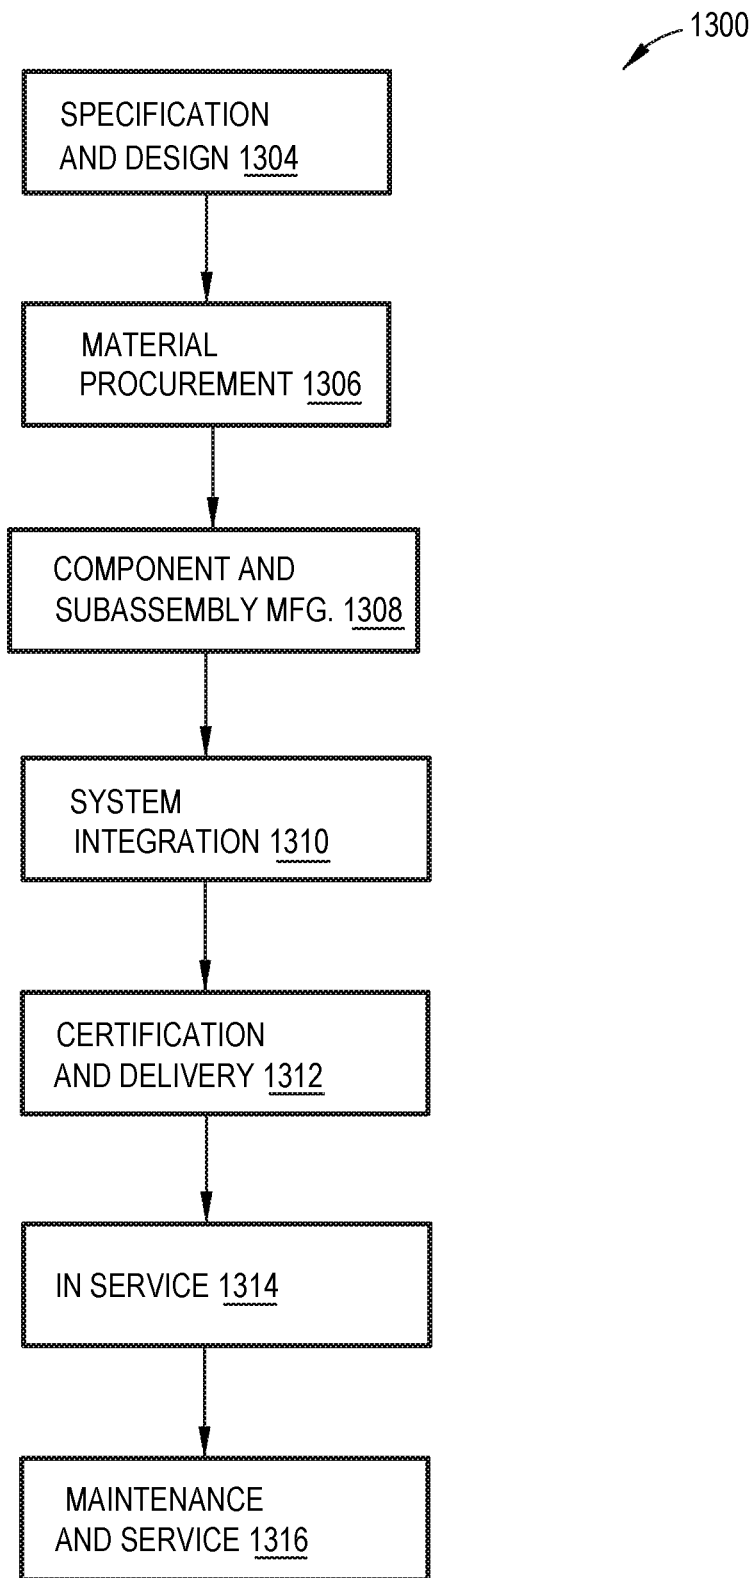 1300
SPECIFICATION
AND DESIGN 1304
MATERIAL
PROCUREMENT 1306
COMPONENT AND
SUBASSEMBLY MFG. 1308
SYSTEM
INTEGRATION 1310
CERTIFICATION
AND DELIVERY 1312
IN SERVICE 1314
MAINTENANCE
AND SERVICE 1316